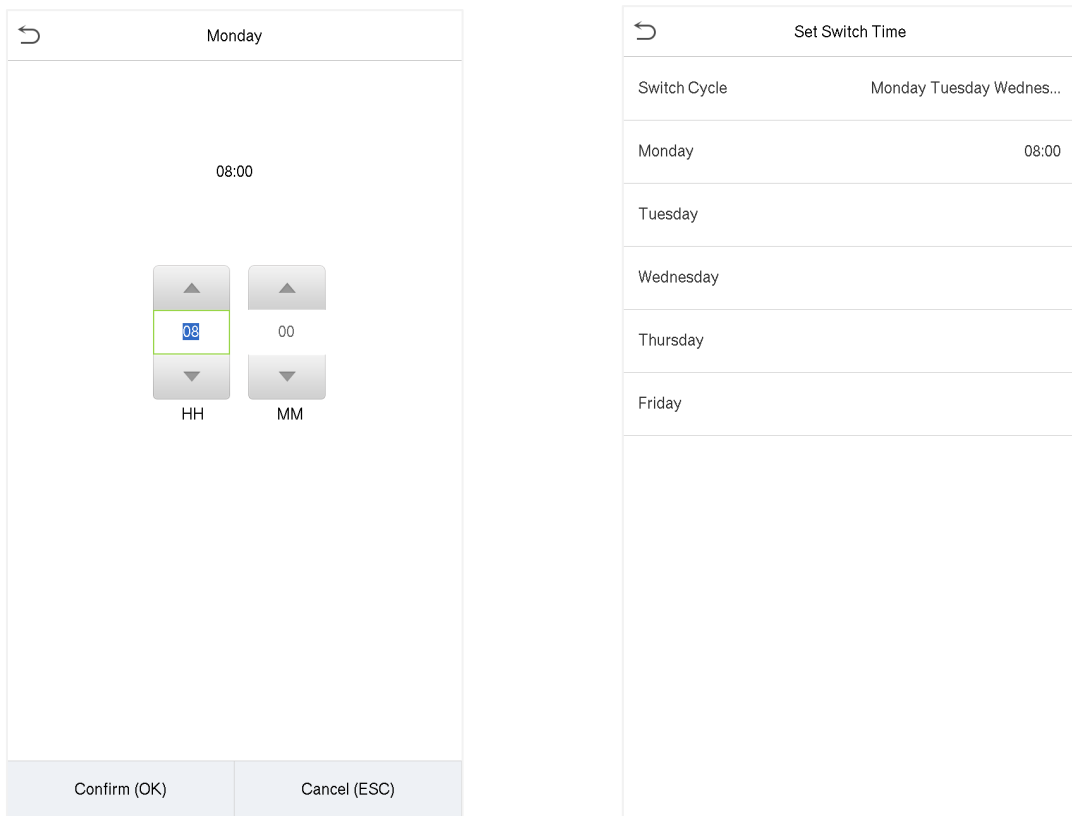 Monday
08:00
08 00
HH MM
Confirm (OK) Cancel (ESC)
Set Switch Time
Switch Cycle Monday Tuesday Wednes...
Monday 08:00
Tuesday
Wednesday
Thursday
Friday